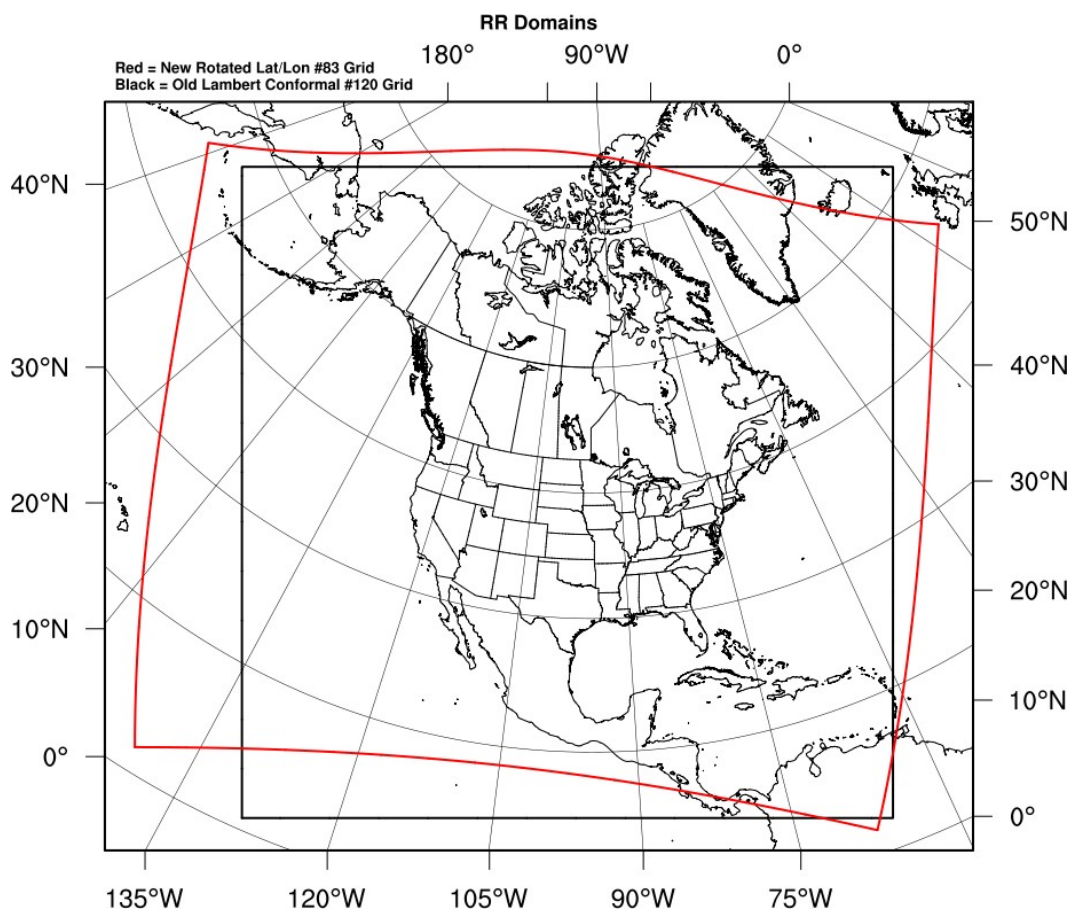 RR Domains
180° 90°W 0°
Red = New Rotated Lat/Lon #83 Grid
Black = Old Lambert Conformal #120 Grid
40°N
50°N
30°N
40°N
20°N
30°N
10°N
20°N
0°
10°N
0°
135°W 120°W 105°W 90°W 75°W